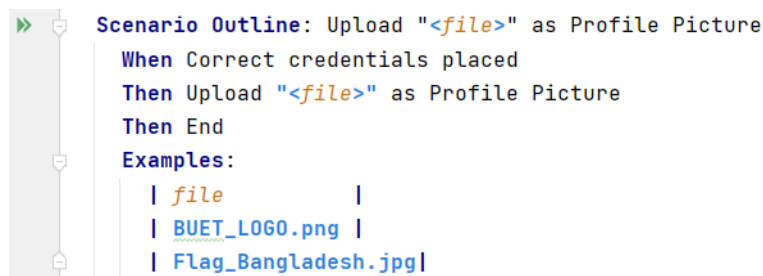 Scenario Outline: Upload "<file>" as Profile Picture
When Correct credentials placed
Then Upload "<file>" as Profile Picture
Then End
Examples:
| file |
| BUET_LOGO.png |
| Flag_Bangladesh.jpg|